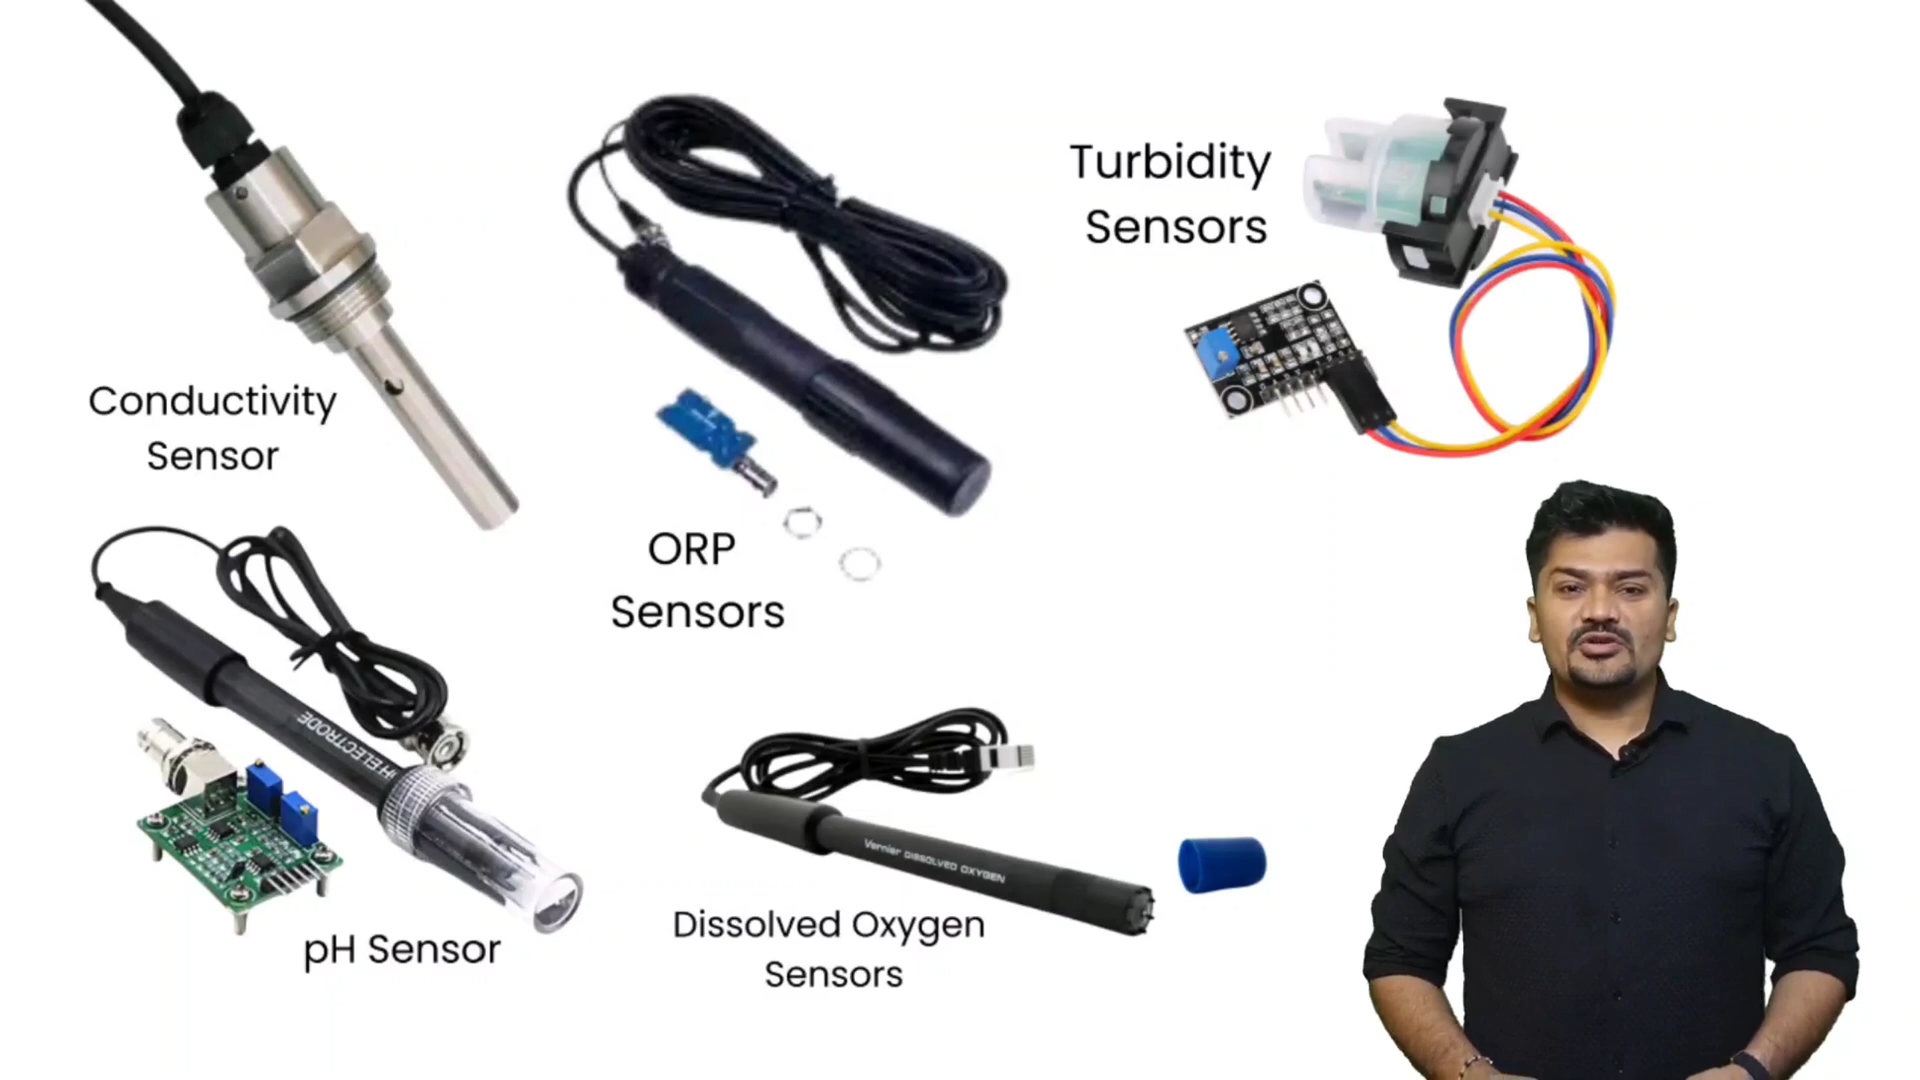 Conductivity
Sensor
ORP
Sensors
Turbidity
Sensors
H ELECTRODE
pH Sensor
Vernier DISSOLVED OXYGEN
Dissolved Oxygen
Sensors